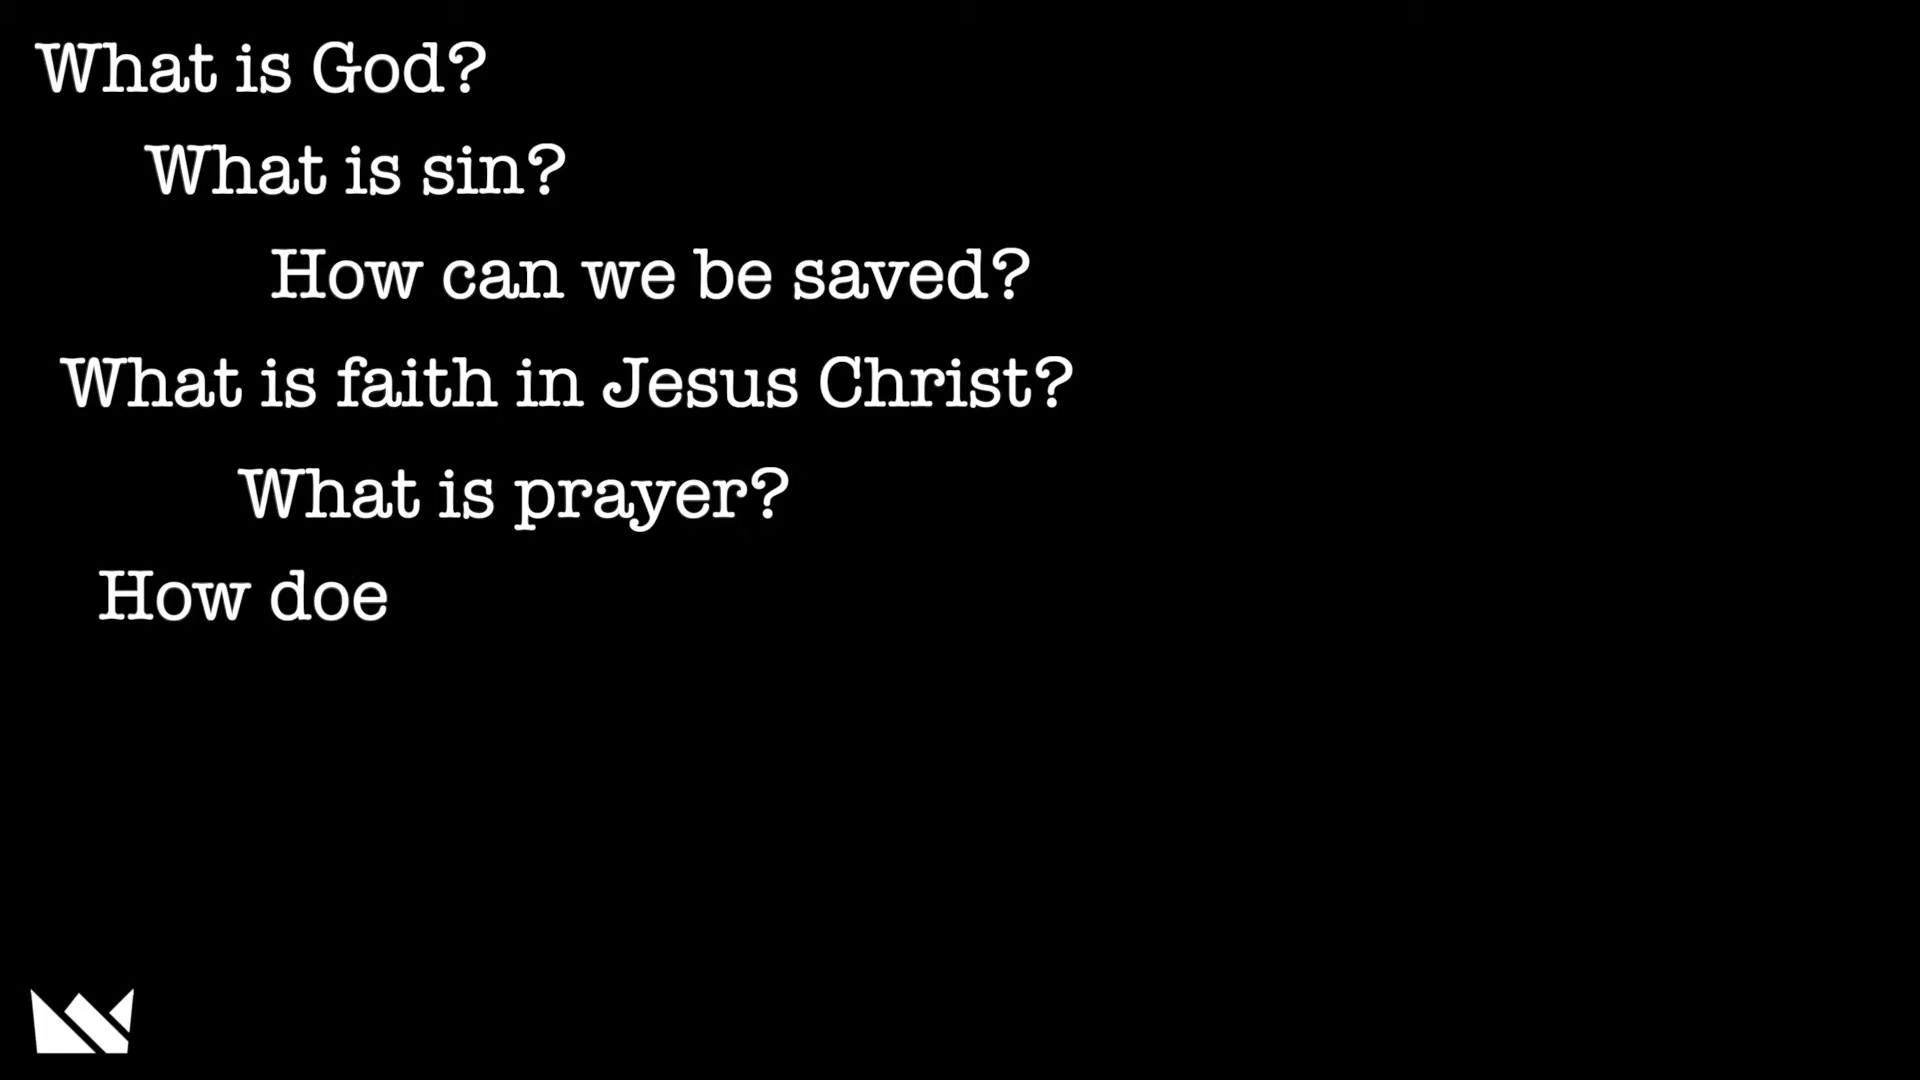 What is God?
What is sin?
How can we be saved?
What is faith in Jesus Christ?
What is prayer?
How doe